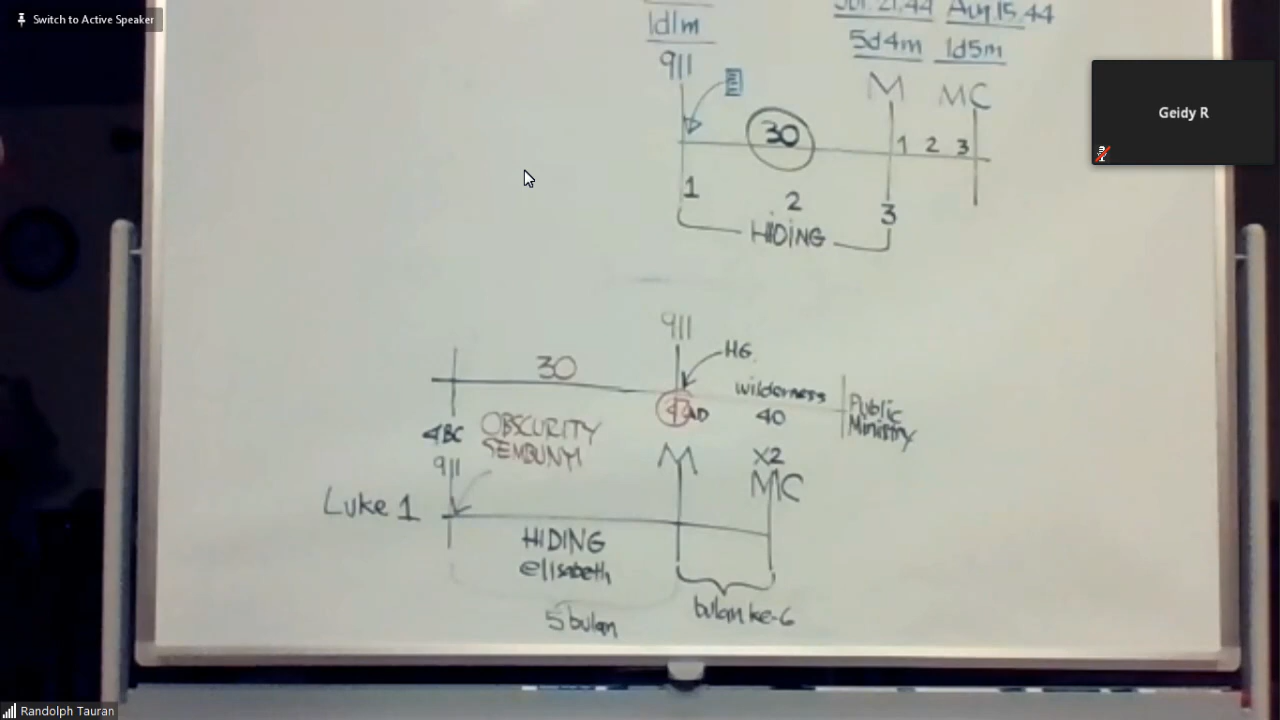 Switch to Active Speaker
1d1m
Aug 15, 44
5d4m 1d5m
911
M MC
30
1 2 3
1 2 3
HIDING
Geidy R
911
HG
30
wilderness
40
AD
Public
Ministry
4BC
OBSCURITY
SEMBUNYI
M
X2
MC
911
Luke 1
HIDING
elisabeth
5 bulan
bulan ke-6
Randolph Tauran